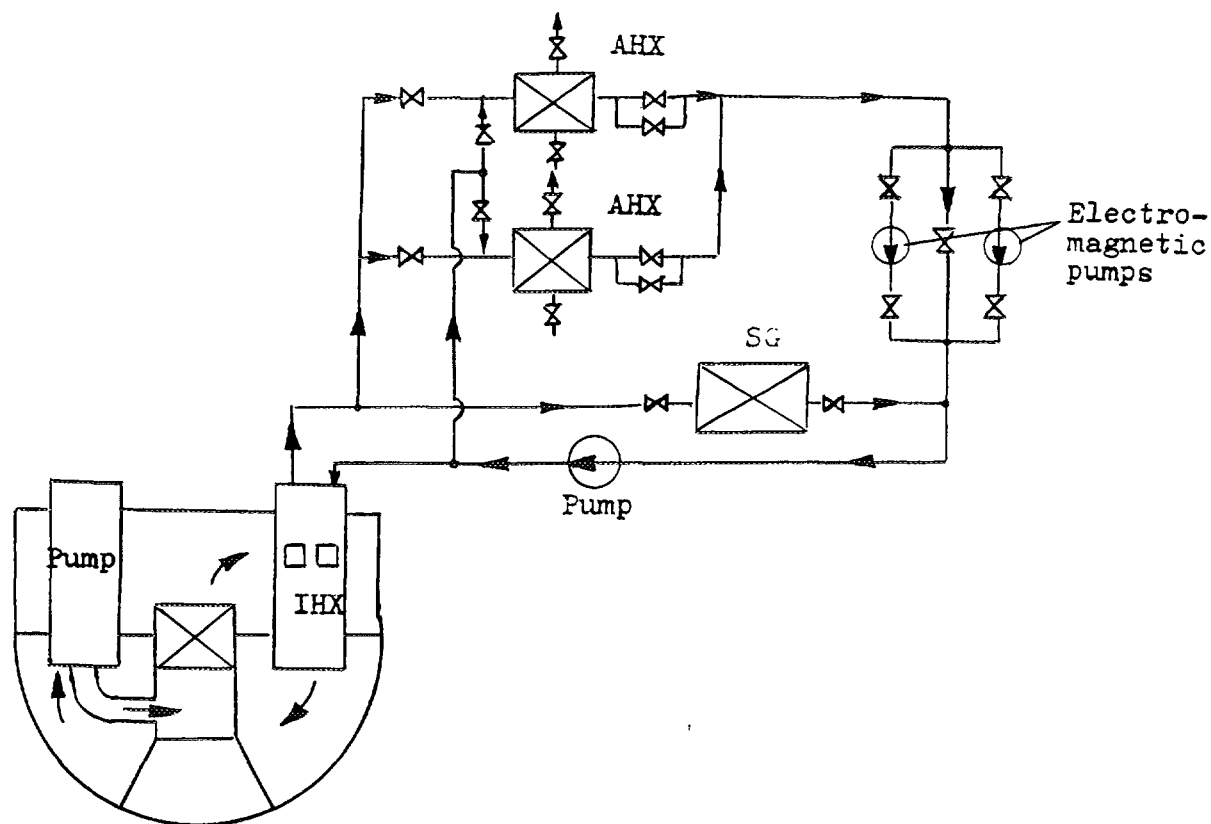 AHX
AHX
Electro-
magnetic
pumps
SG
Pump
Pump
IHX